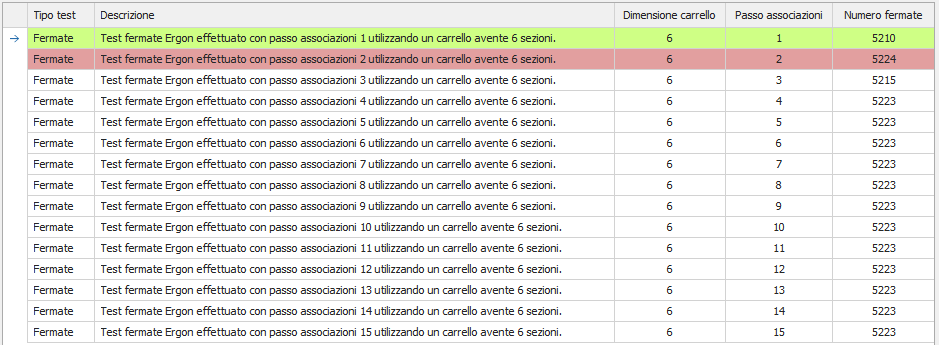 Tipo test Descrizione Dimensione carrello Passo associazioni Numero fermate
Fermate Test fermate Ergon effettuato con passo associazioni 1 utilizzando un carrello avente 6 sezioni. 6 1 5210
Fermate Test fermate Ergon effettuato con passo associazioni 2 utilizzando un carrello avente 6 sezioni. 6 2 5224
Fermate Test fermate Ergon effettuato con passo associazioni 3 utilizzando un carrello avente 6 sezioni. 6 3 5215
Fermate Test fermate Ergon effettuato con passo associazioni 4 utilizzando un carrello avente 6 sezioni. 6 4 5223
Fermate Test fermate Ergon effettuato con passo associazioni 5 utilizzando un carrello avente 6 sezioni. 6 5 5223
Fermate Test fermate Ergon effettuato con passo associazioni 6 utilizzando un carrello avente 6 sezioni. 6 6 5223
Fermate Test fermate Ergon effettuato con passo associazioni 7 utilizzando un carrello avente 6 sezioni. 6 7 5223
Fermate Test fermate Ergon effettuato con passo associazioni 8 utilizzando un carrello avente 6 sezioni. 6 8 5223
Fermate Test fermate Ergon effettuato con passo associazioni 9 utilizzando un carrello avente 6 sezioni. 6 9 5223
Fermate Test fermate Ergon effettuato con passo associazioni 10 utilizzando un carrello avente 6 sezioni. 6 10 5223
Fermate Test fermate Ergon effettuato con passo associazioni 11 utilizzando un carrello avente 6 sezioni. 6 11 5223
Fermate Test fermate Ergon effettuato con passo associazioni 12 utilizzando un carrello avente 6 sezioni. 6 12 5223
Fermate Test fermate Ergon effettuato con passo associazioni 13 utilizzando un carrello avente 6 sezioni. 6 13 5223
Fermate Test fermate Ergon effettuato con passo associazioni 14 utilizzando un carrello avente 6 sezioni. 6 14 5223
Fermate Test fermate Ergon effettuato con passo associazioni 15 utilizzando un carrello avente 6 sezioni. 6 15 5223